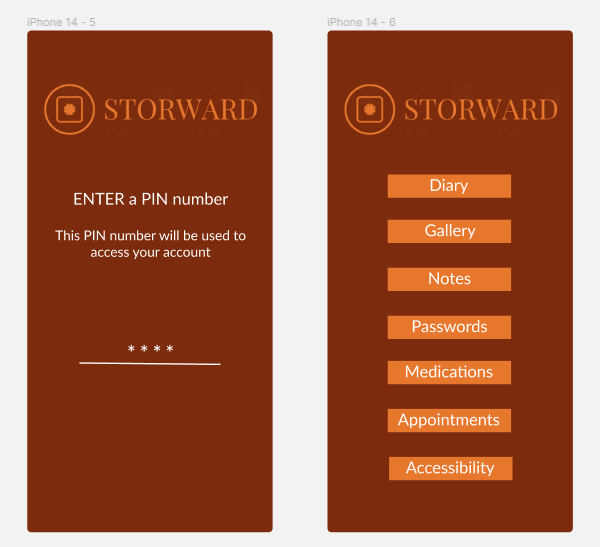 iPhone 14 - 5
STORWARD
ENTER a PIN number
This PIN number will be used to
access your account
* * * *
iPhone 14 - 6
STORWARD
Diary
Gallery
Notes
Passwords
Medications
Appointments
Accessibility